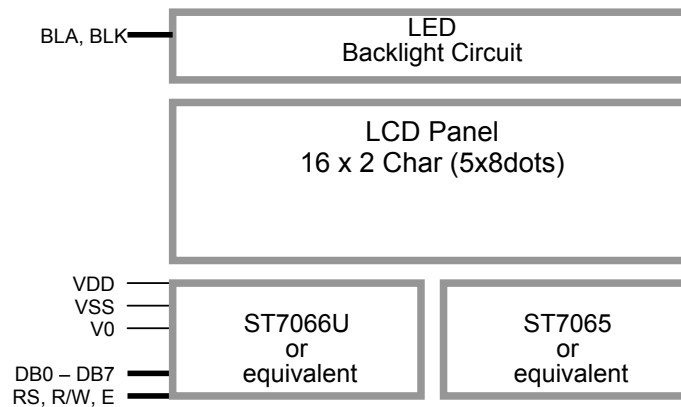 BLA, BLK
LED
Backlight Circuit
LCD Panel
16 x 2 Char (5x8dots)
VDD
VSS
V0
DB0 – DB7
RS, R/W, E
ST7066U
or
equivalent
ST7065
or
equivalent